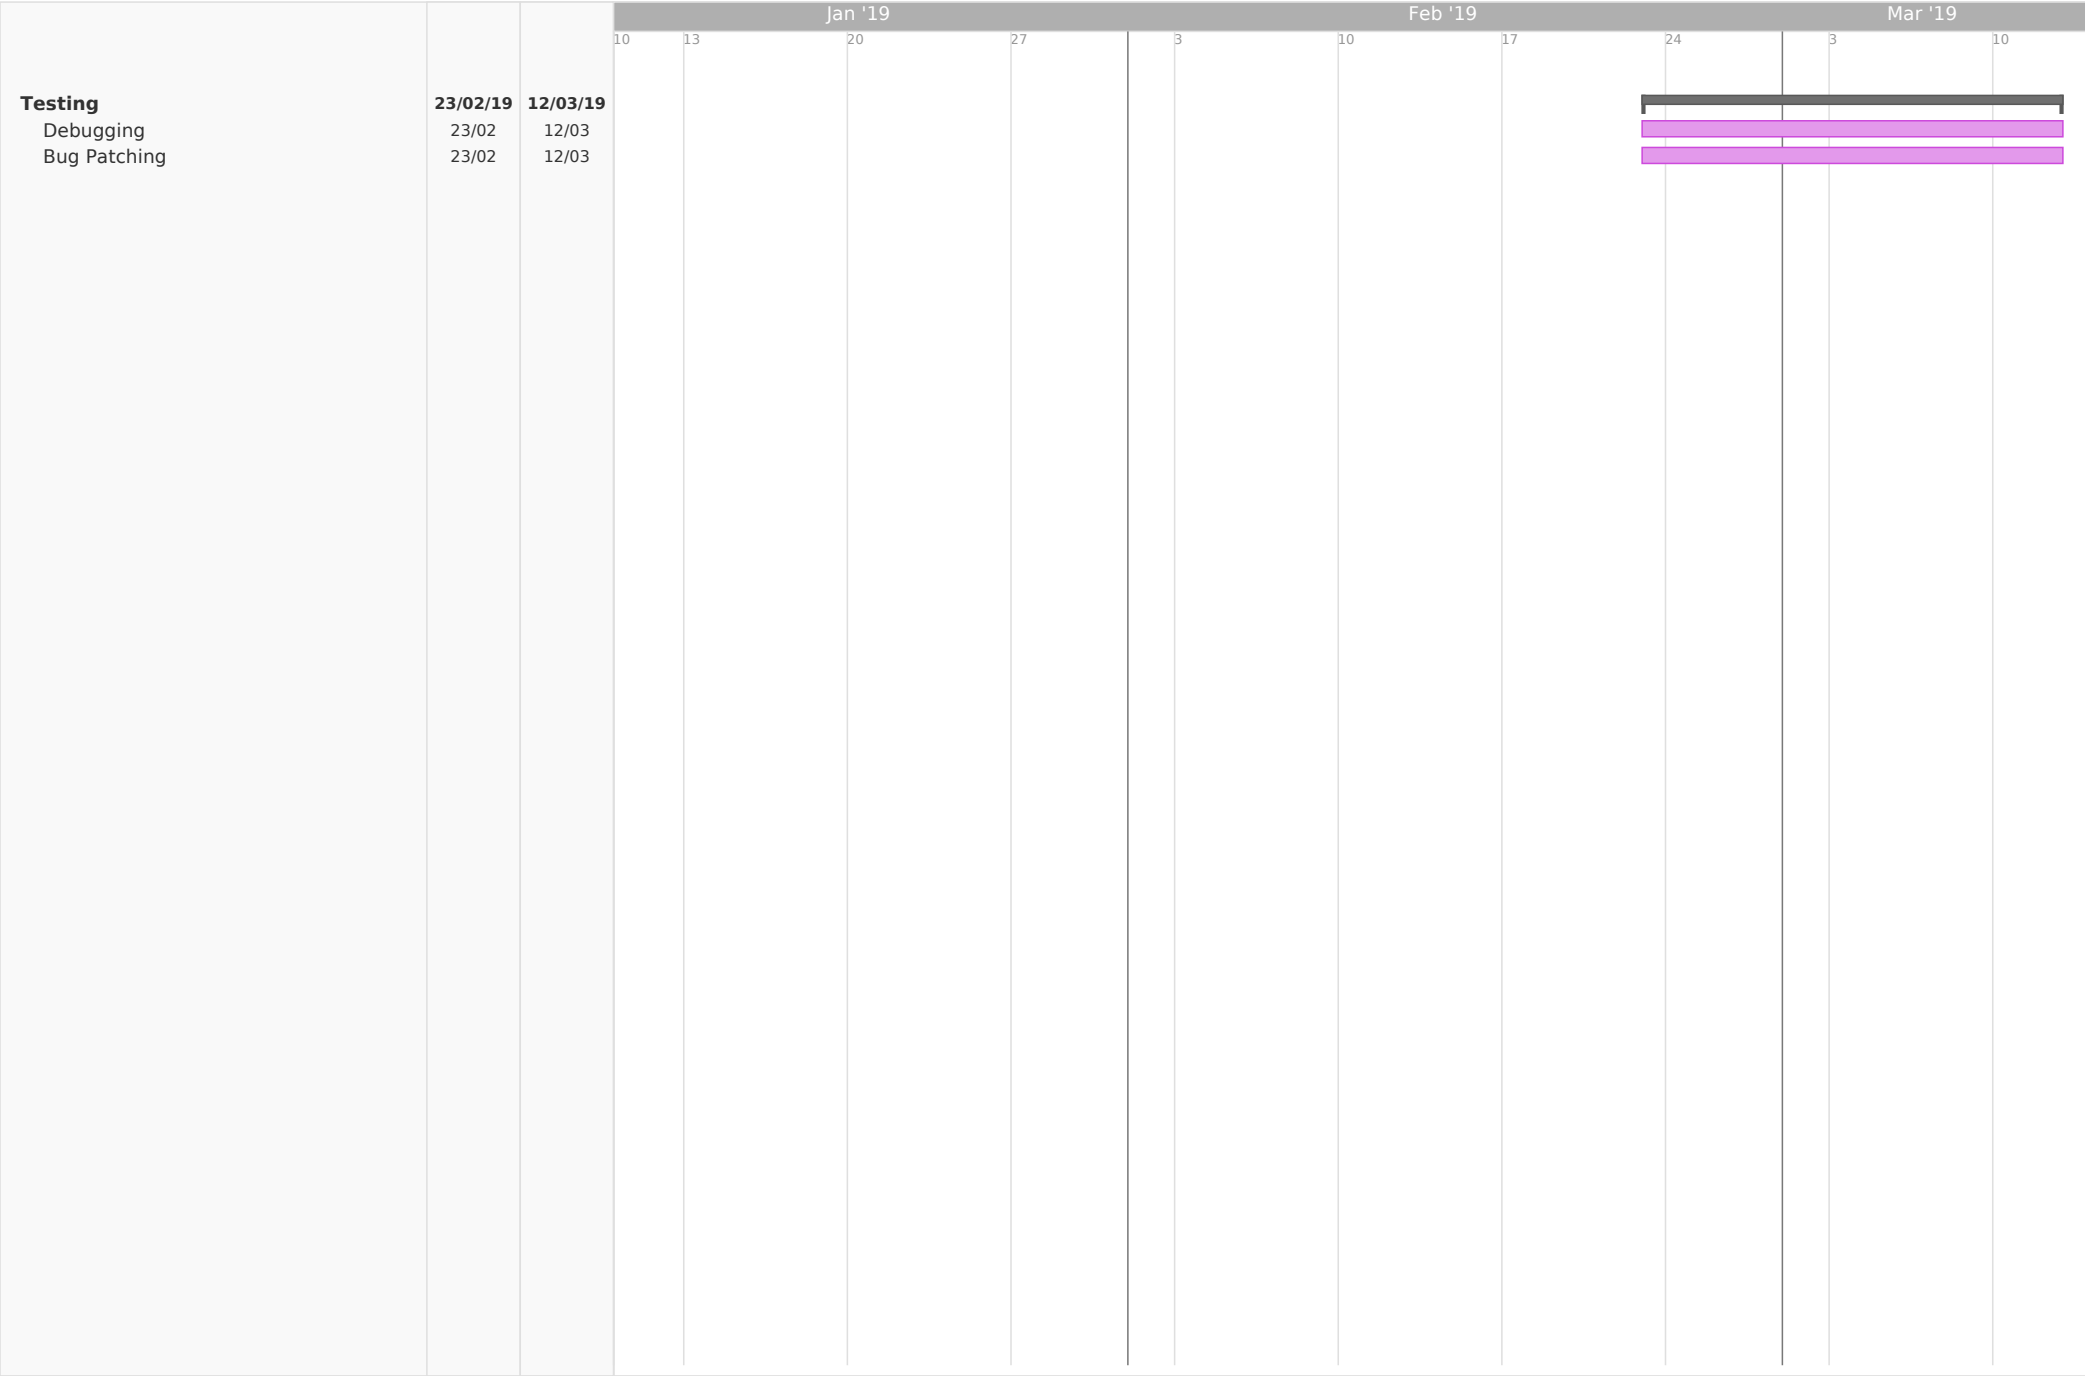 Jan '19 Feb '19 Mar '19
10 13 20 27 3 10 17 24 3 10
Testing 23/02/19 12/03/19
Debugging 23/02 12/03
Bug Patching 23/02 12/03